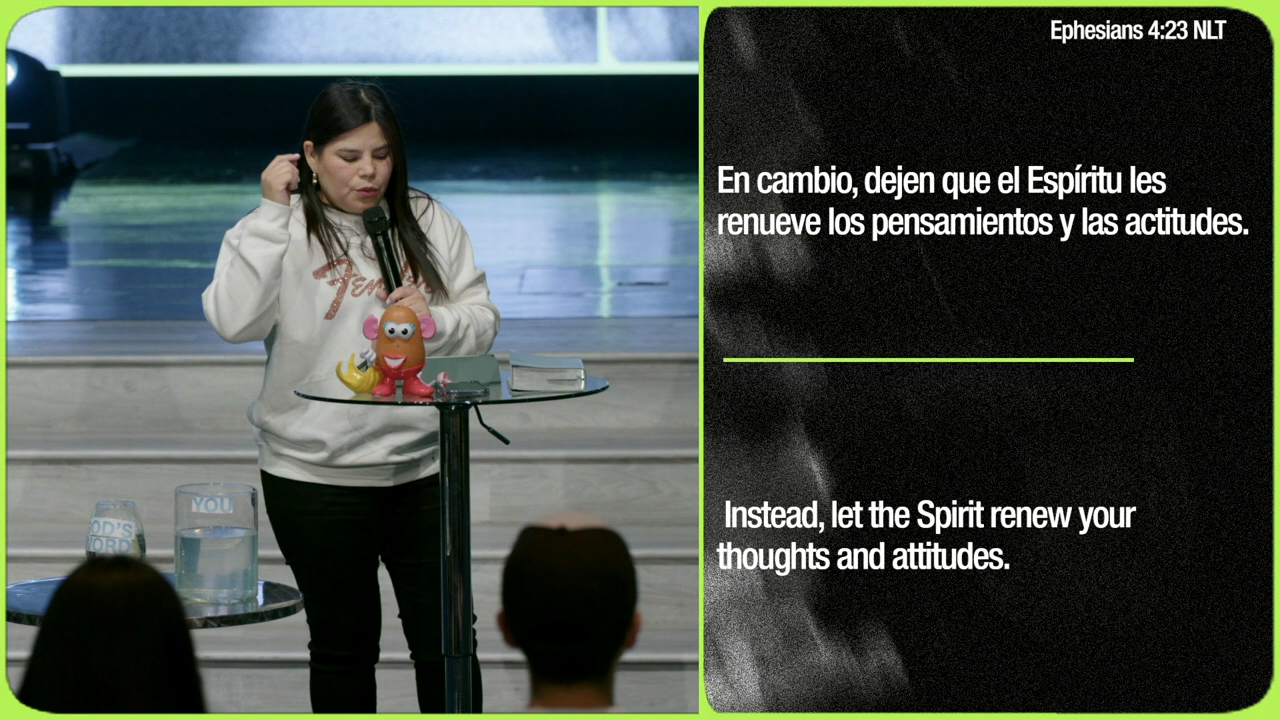 Ephesians 4:23 NLT
En cambio, dejen que el Espíritu les
renueve los pensamientos y las actitudes.
Instead, let the Spirit renew your
thoughts and attitudes.
YOU